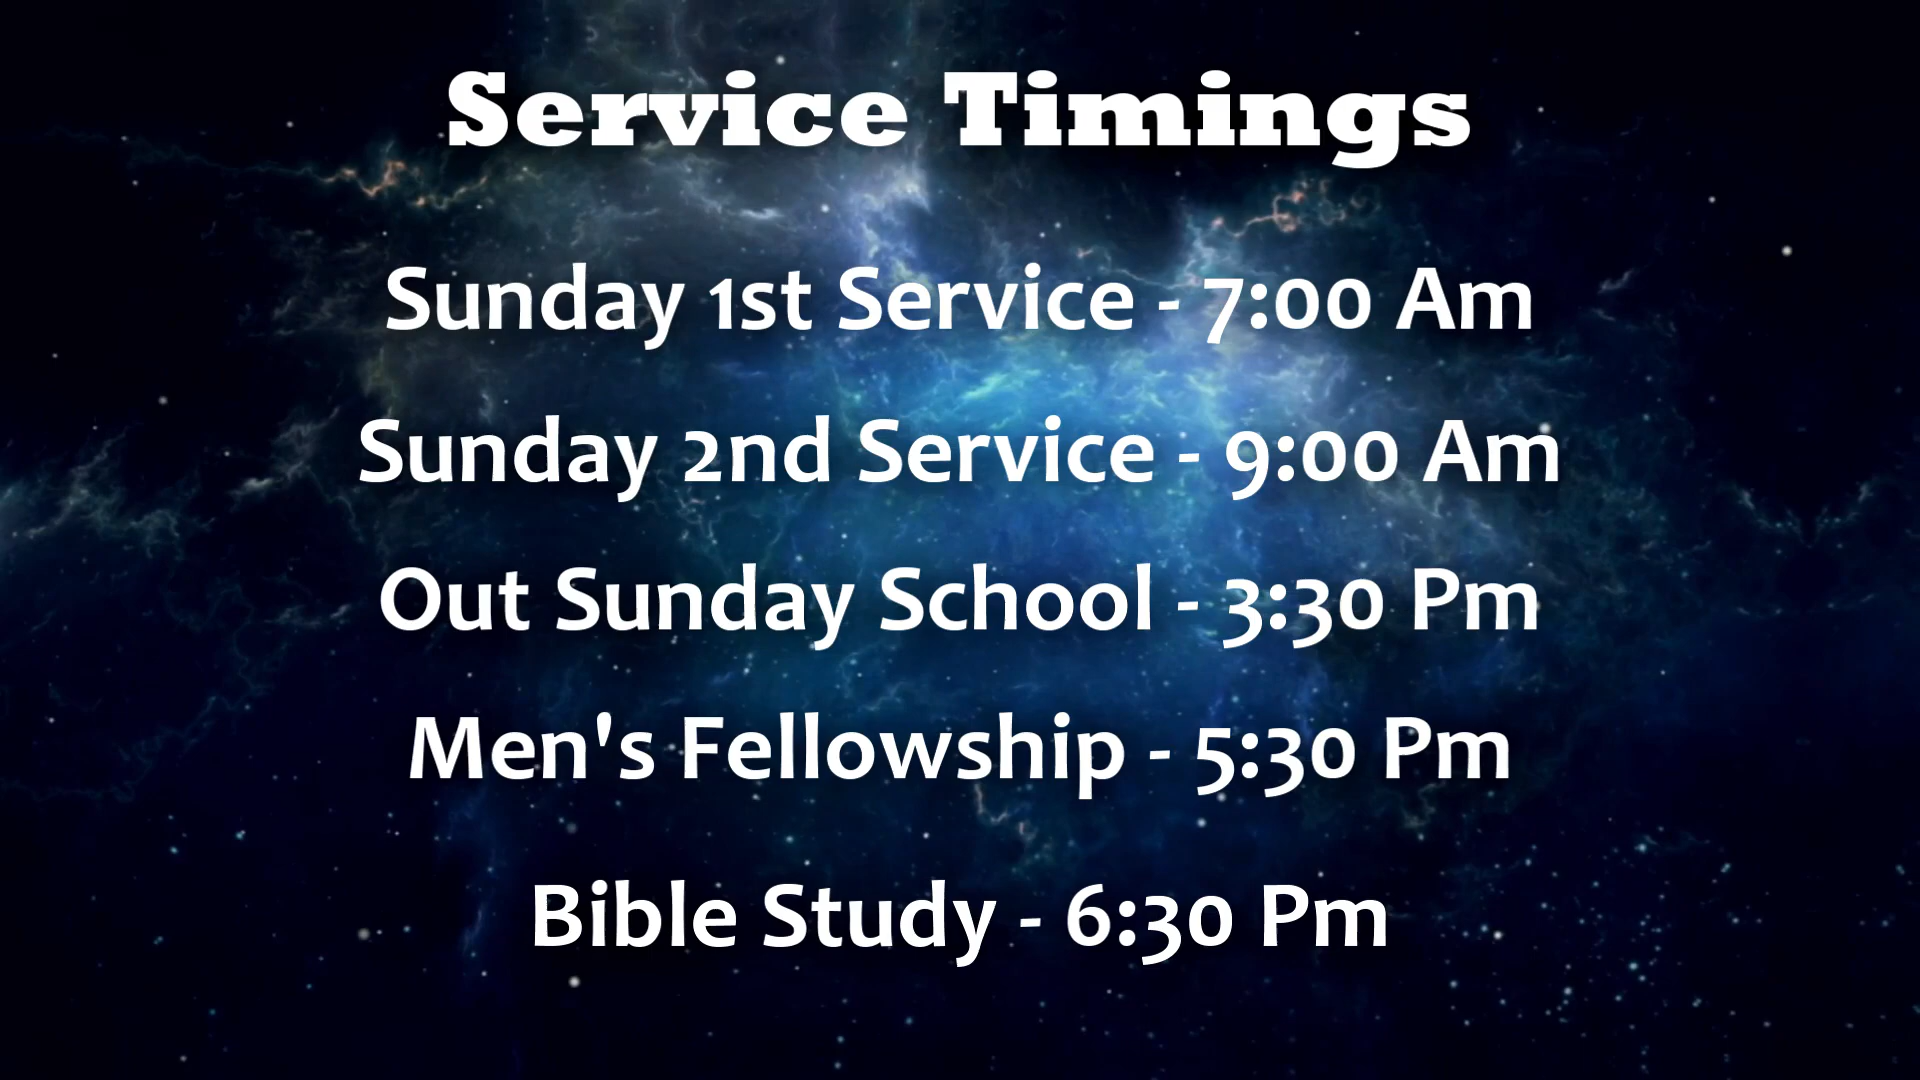 Service Timings
Sunday 1st Service - 7:00 Am
Sunday 2nd Service - 9:00 Am
Out Sunday School - 3:30 Pm
Men's Fellowship - 5:30 Pm
Bible Study - 6:30 Pm